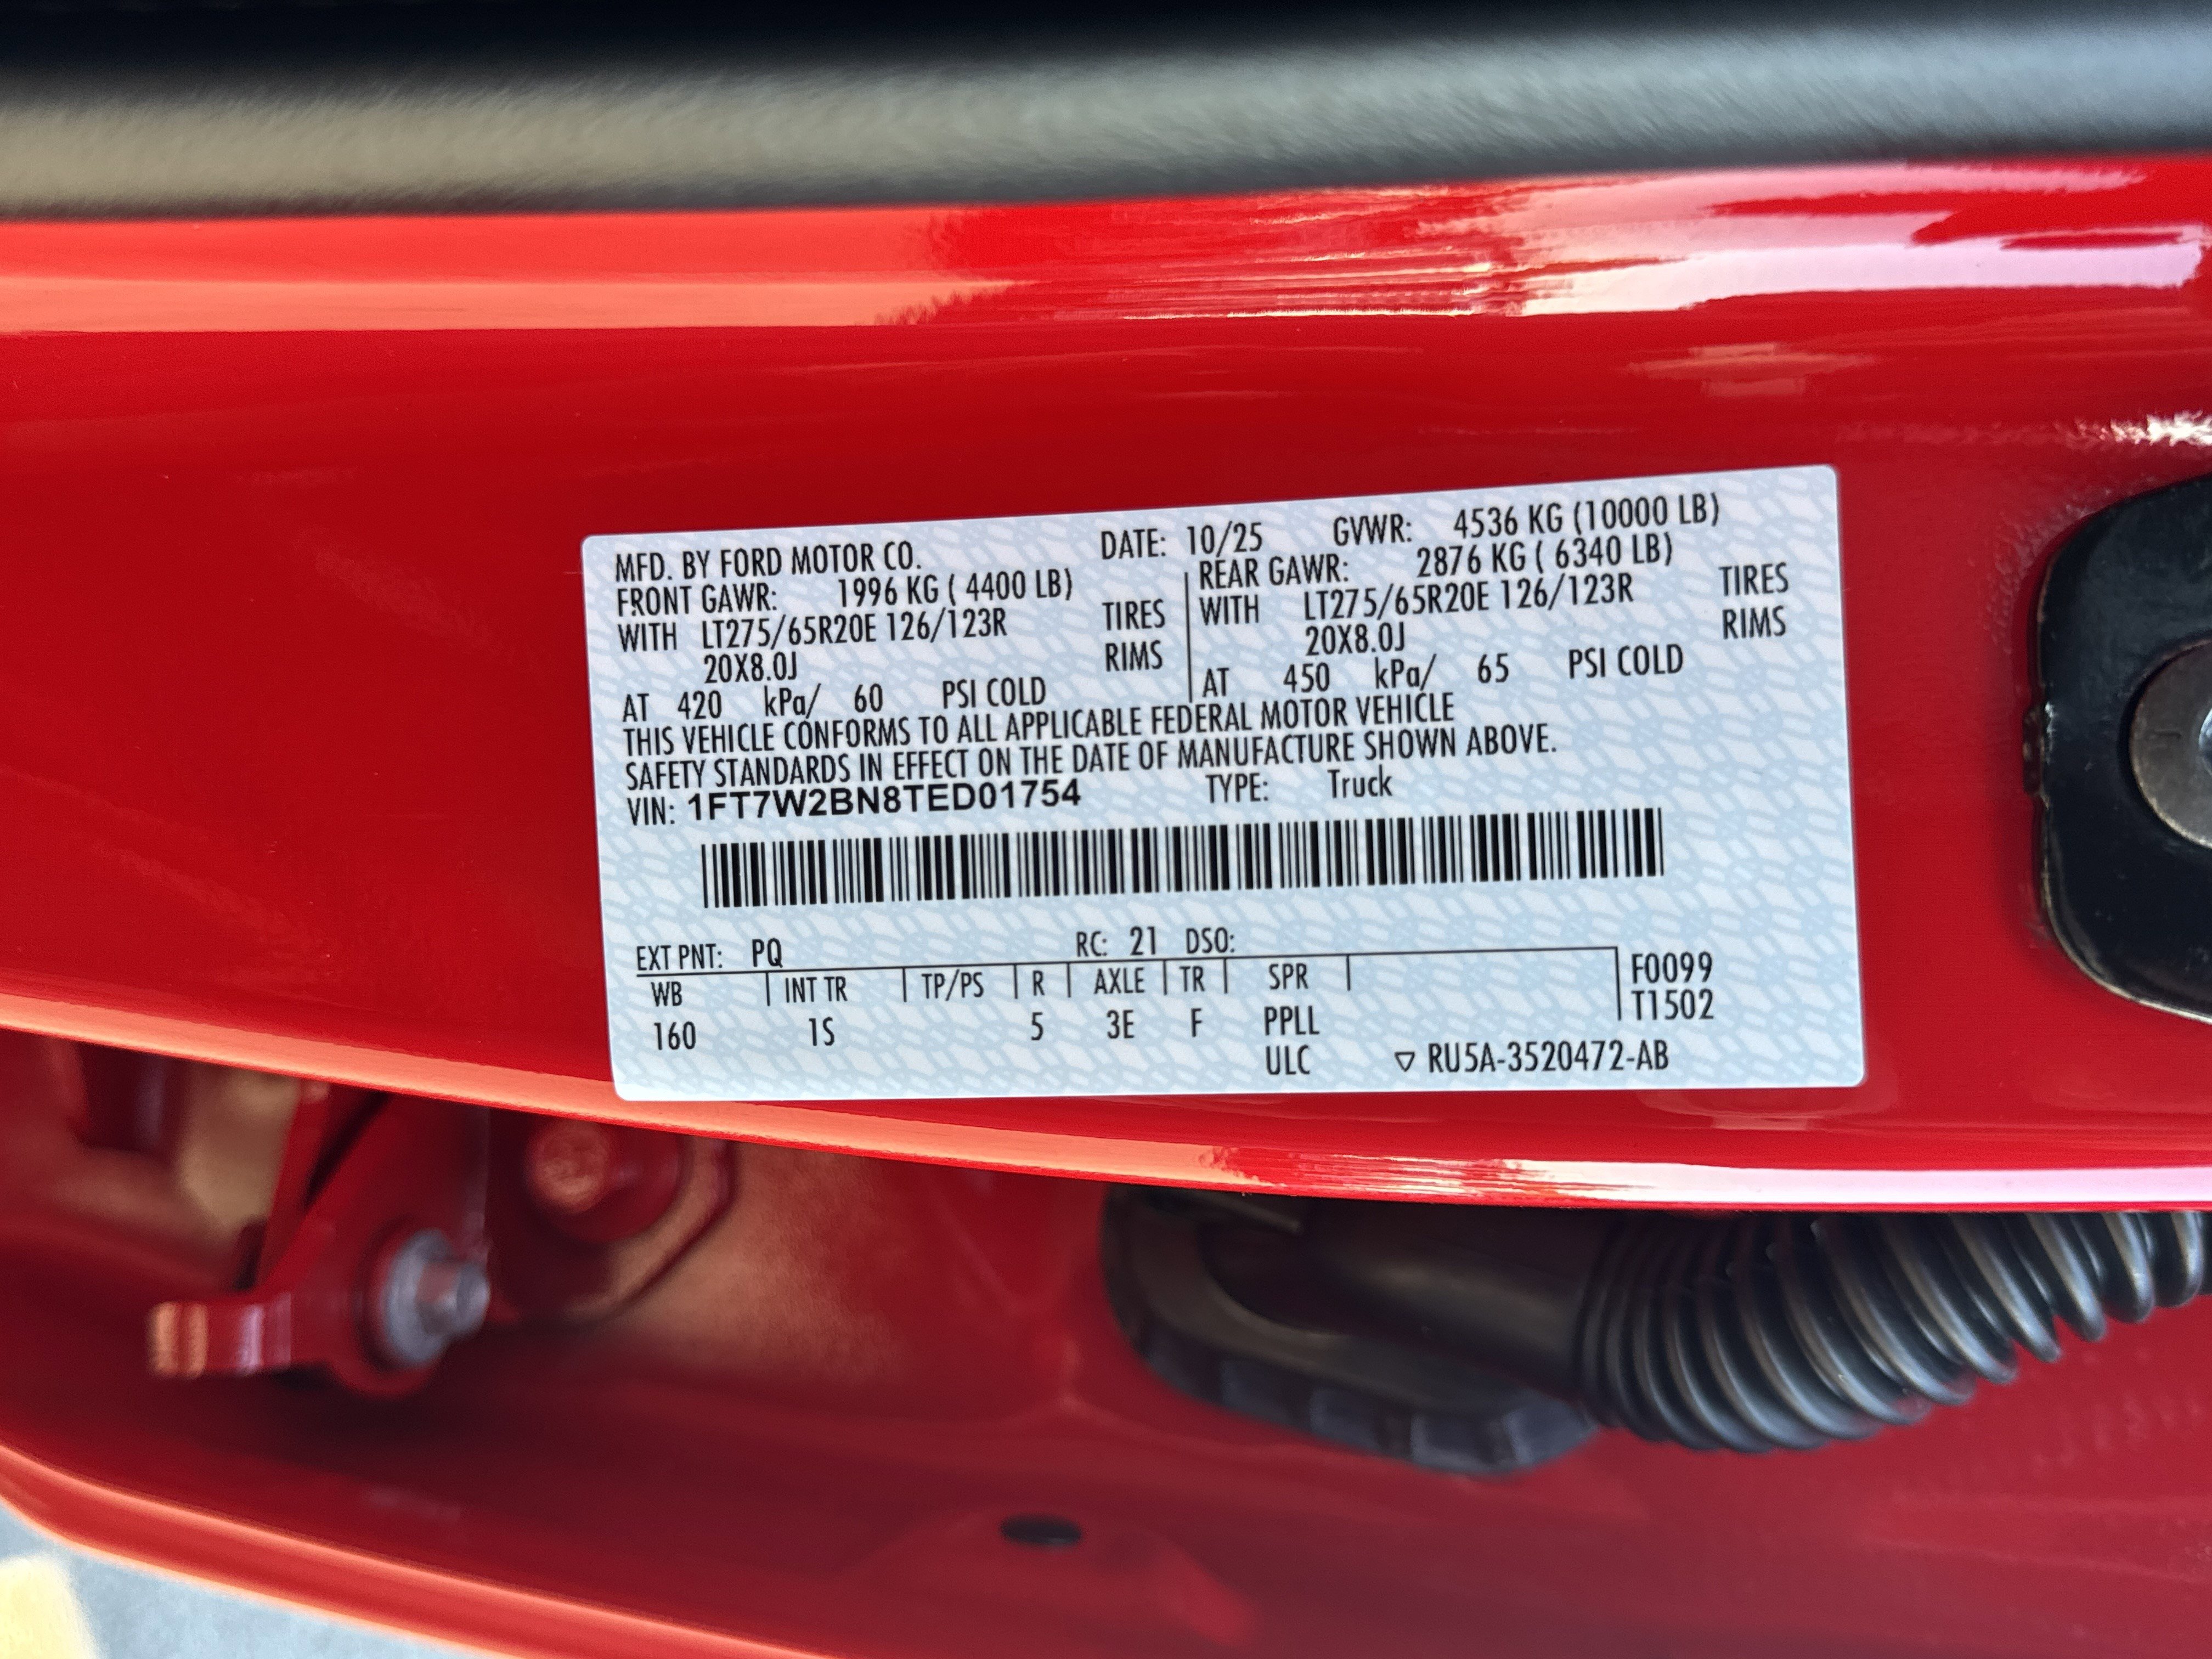 MFD. BY FORD MOTOR CO. DATE: 10/25 GVWR: 4536 KG (10000 LB)
FRONT GAWR: 1996 KG ( 4400 LB) REAR GAWR: 2876 KG ( 6340 LB)
WITH LT275/65R20E 126/123R TIRES WITH LT275/65R20E 126/123R TIRES
20X8.0J RIMS 20X8.0J RIMS
AT 420 kPa/ 60 PSI COLD AT 450 kPa/ 65 PSI COLD
THIS VEHICLE CONFORMS TO ALL APPLICABLE FEDERAL MOTOR VEHICLE
SAFETY STANDARDS IN EFFECT ON THE DATE OF MANUFACTURE SHOWN ABOVE.
VIN: 1FT7W2BN8TED01754 TYPE: Truck
EXT PNT: PQ RC: 21 DSO:
WB INT TR TP/PS R AXLE TR SPR F0099
160 1S 5 3E F PPLL T1502
ULC ▽ RU5A-3520472-AB